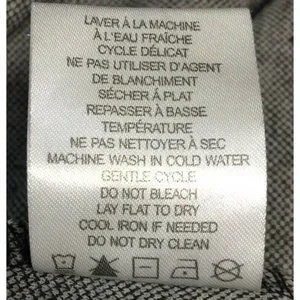 LAVER À LA MACHINE
À L'EAU FRAÎCHE
CYCLE DÉLICAT
NE PAS UTILISER D'AGENT
DE BLANCHIMENT
SÉCHER À PLAT
REPASSER À BASSE
TEMPÉRATURE
NE PAS NETTOYER À SEC
MACHINE WASH IN COLD WATER
GENTLE CYCLE
DO NOT BLEACH
LAY FLAT TO DRY
COOL IRON IF NEEDED
DO NOT DRY CLEAN